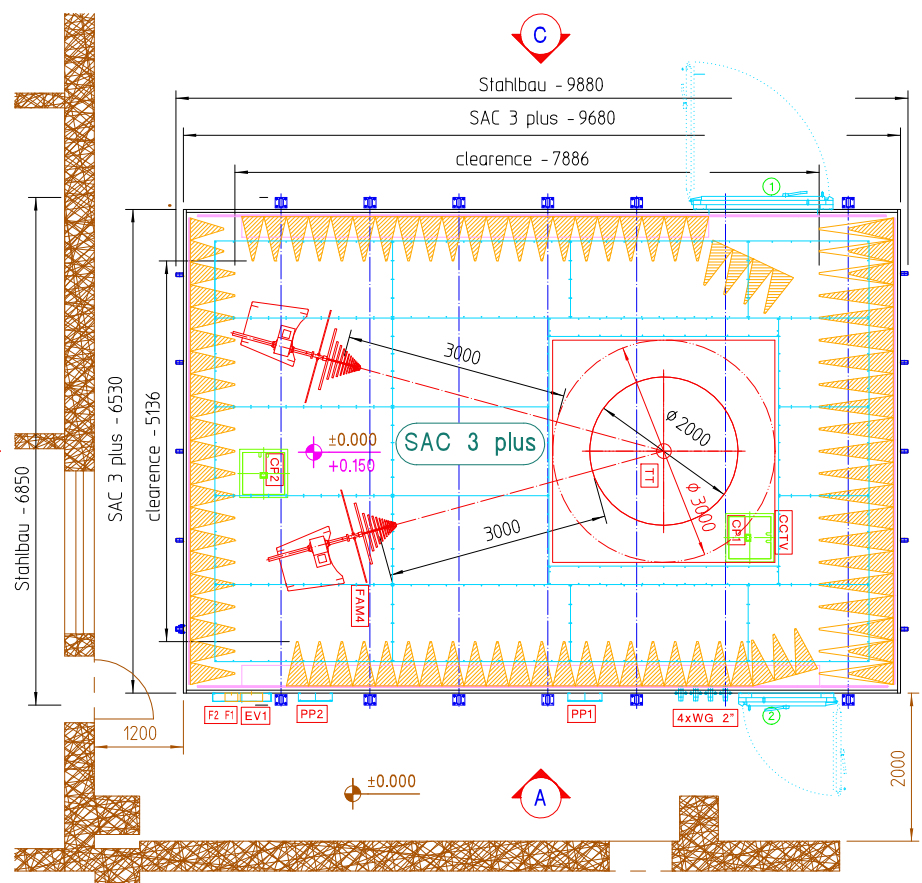 C
Stahlbau - 9880
SAC 3 plus - 9680
clearence - 7886
1
Stahlbau - 6850
SAC 3 plus - 6530
clearence - 5136
3000
±0.000
+0.150
SAC 3 plus
ø 2000
ø 3000
TT
CF2
CP1
CCTV
3000
FAM4
F2 F1
EV1
PP2
PP1
4xWG 2"
2
1200
±0.000
A
2000